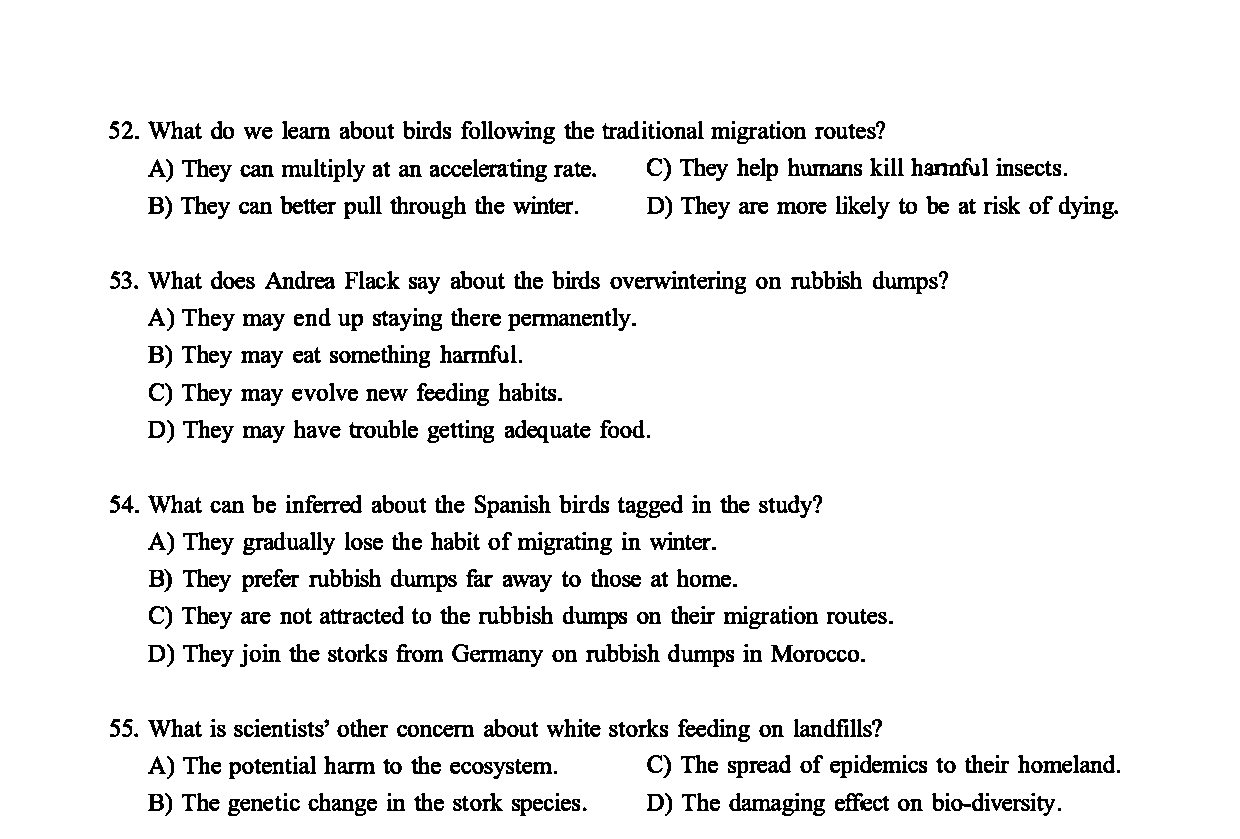 52. What do we learn about birds following the traditional migration routes?
A) They can multiply at an accelerating rate. C) They help humans kill harmful insects.
B) They can better pull through the winter. D) They are more likely to be at risk of dying.
53. What does Andrea Flack say about the birds overwintering on rubbish dumps?
A) They may end up staying there permanently.
B) They may eat something harmful.
C) They may evolve new feeding habits.
D) They may have trouble getting adequate food.
54. What can be inferred about the Spanish birds tagged in the study?
A) They gradually lose the habit of migrating in winter.
B) They prefer rubbish dumps far away to those at home.
C) They are not attracted to the rubbish dumps on their migration routes.
D) They join the storks from Germany on rubbish dumps in Morocco.
55. What is scientists' other concern about white storks feeding on landfills?
A) The potential harm to the ecosystem. C) The spread of epidemics to their homeland.
B) The genetic change in the stork species. D) The damaging effect on bio-diversity.